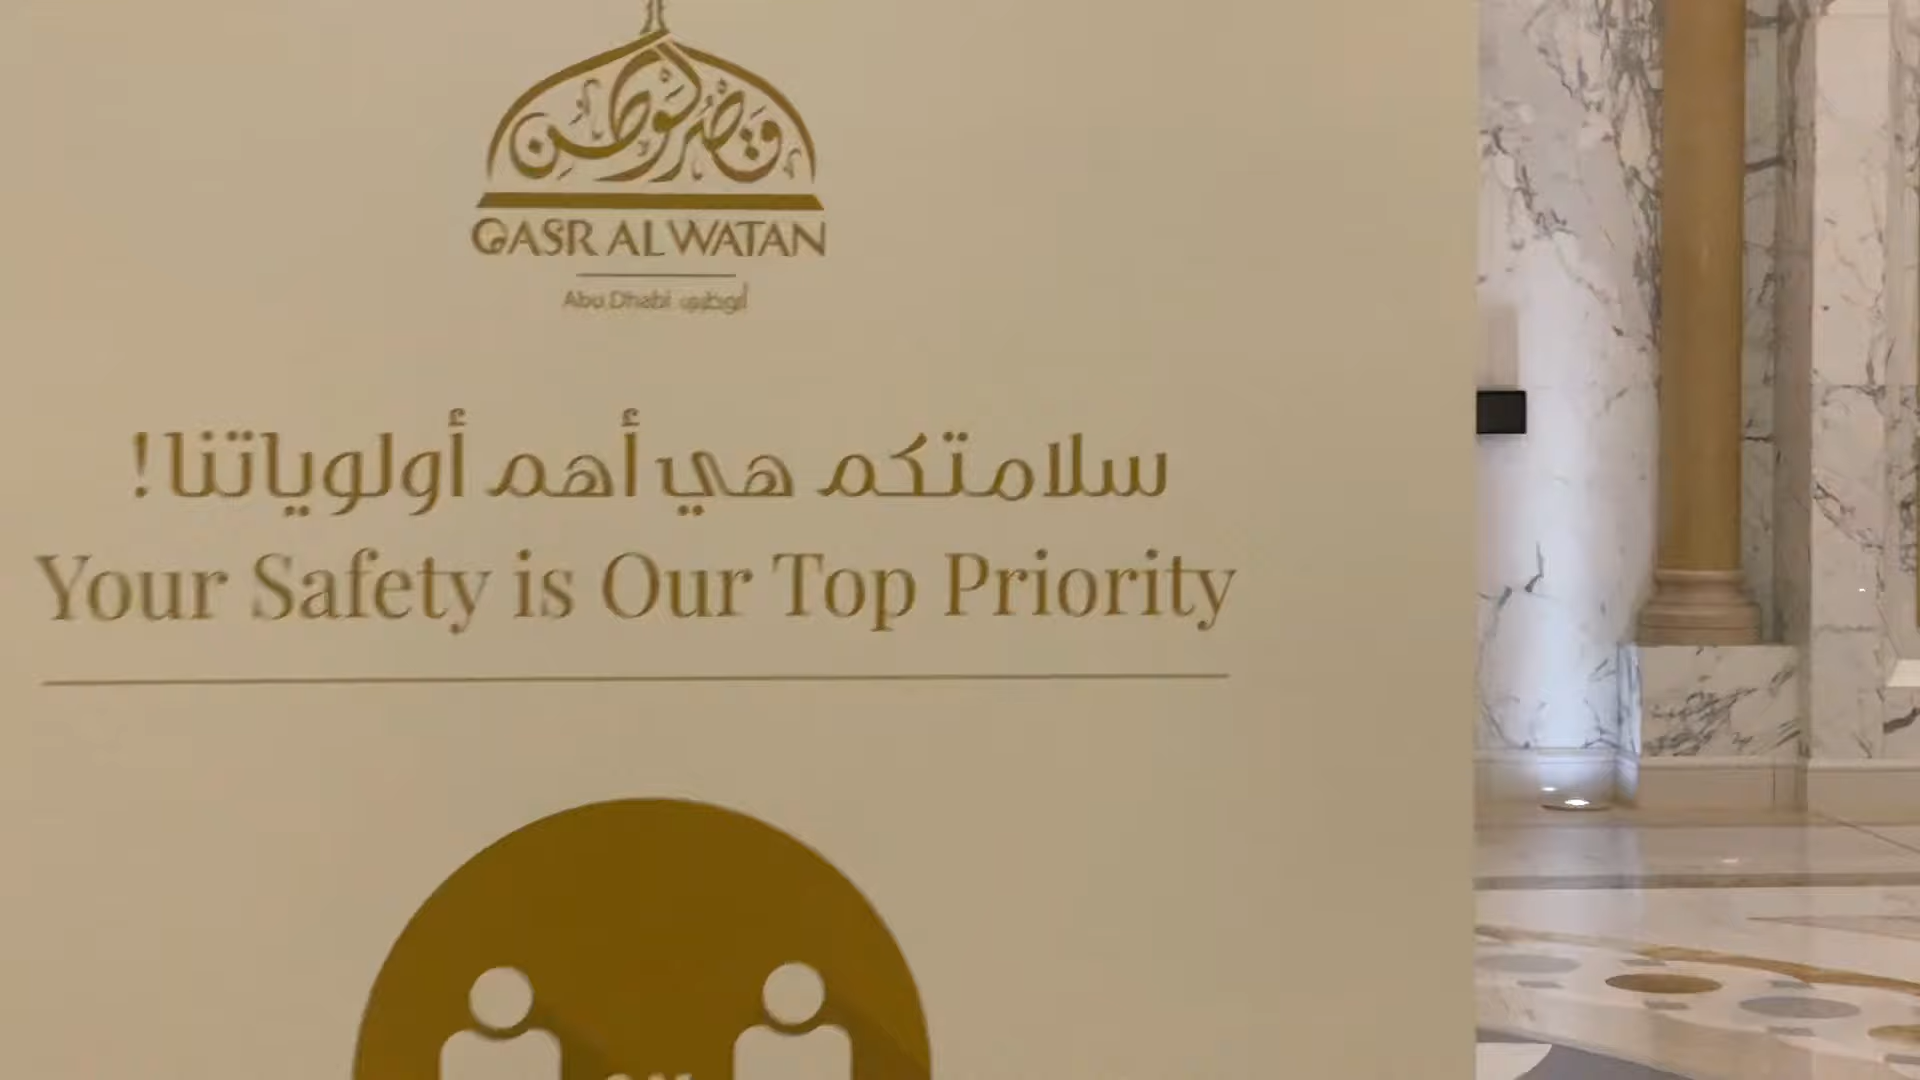 قصر الوطن
QASR AL WATAN
Abu Dhabi أبوظبي
سلامتكم هي أهم أولوياتنا!
Your Safety is Our Top Priority